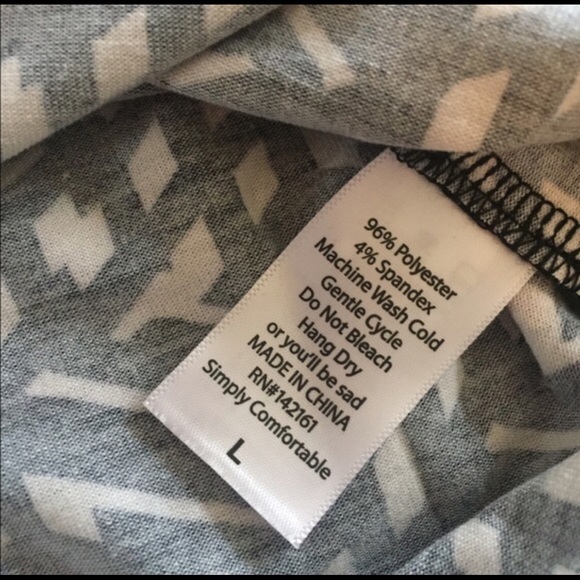 96% Polyester
4% Spandex
Machine Wash Cold
Gentle Cycle
Do Not Bleach
Hang Dry
or you'll be sad
MADE IN CHINA
RN#142161
Simply Comfortable
L